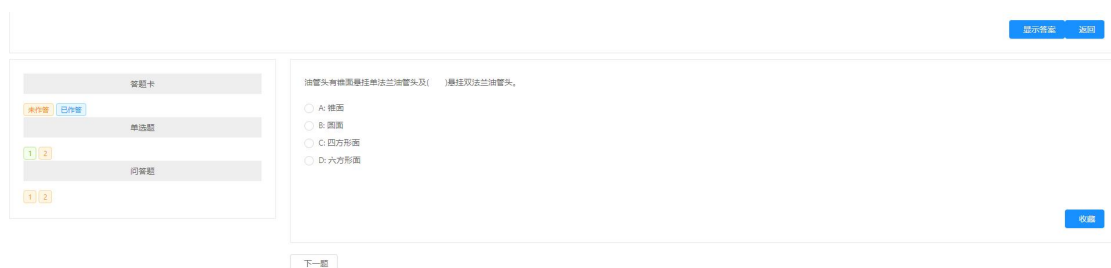 显示答案 返回
答题卡
未作答 已作答
单选题
1 2
问答题
1 2
油管头有锥面悬挂单法兰油管头及( )悬挂双法兰油管头。
A: 锥面
B: 圆面
C: 四方形面
D: 六方形面
收藏
下一题